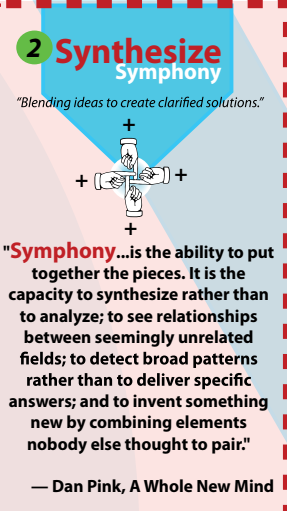 2 Synthesize
Symphony
“Blending ideas to create clarified solutions.”
+
+ +
+
"Symphony...is the ability to put
together the pieces. It is the
capacity to synthesize rather than
to analyze; to see relationships
between seemingly unrelated
fields; to detect broad patterns
rather than to deliver specific
answers; and to invent something
new by combining elements
nobody else thought to pair."
— Dan Pink, A Whole New Mind